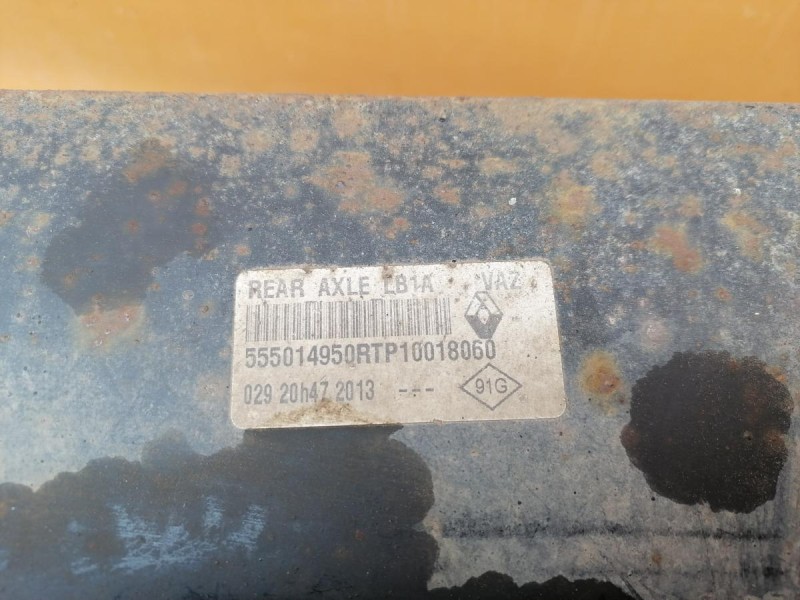 REAR AXLE LB1A VAZ
555014950RTP10018060
029 20h47 2013 ---
91G